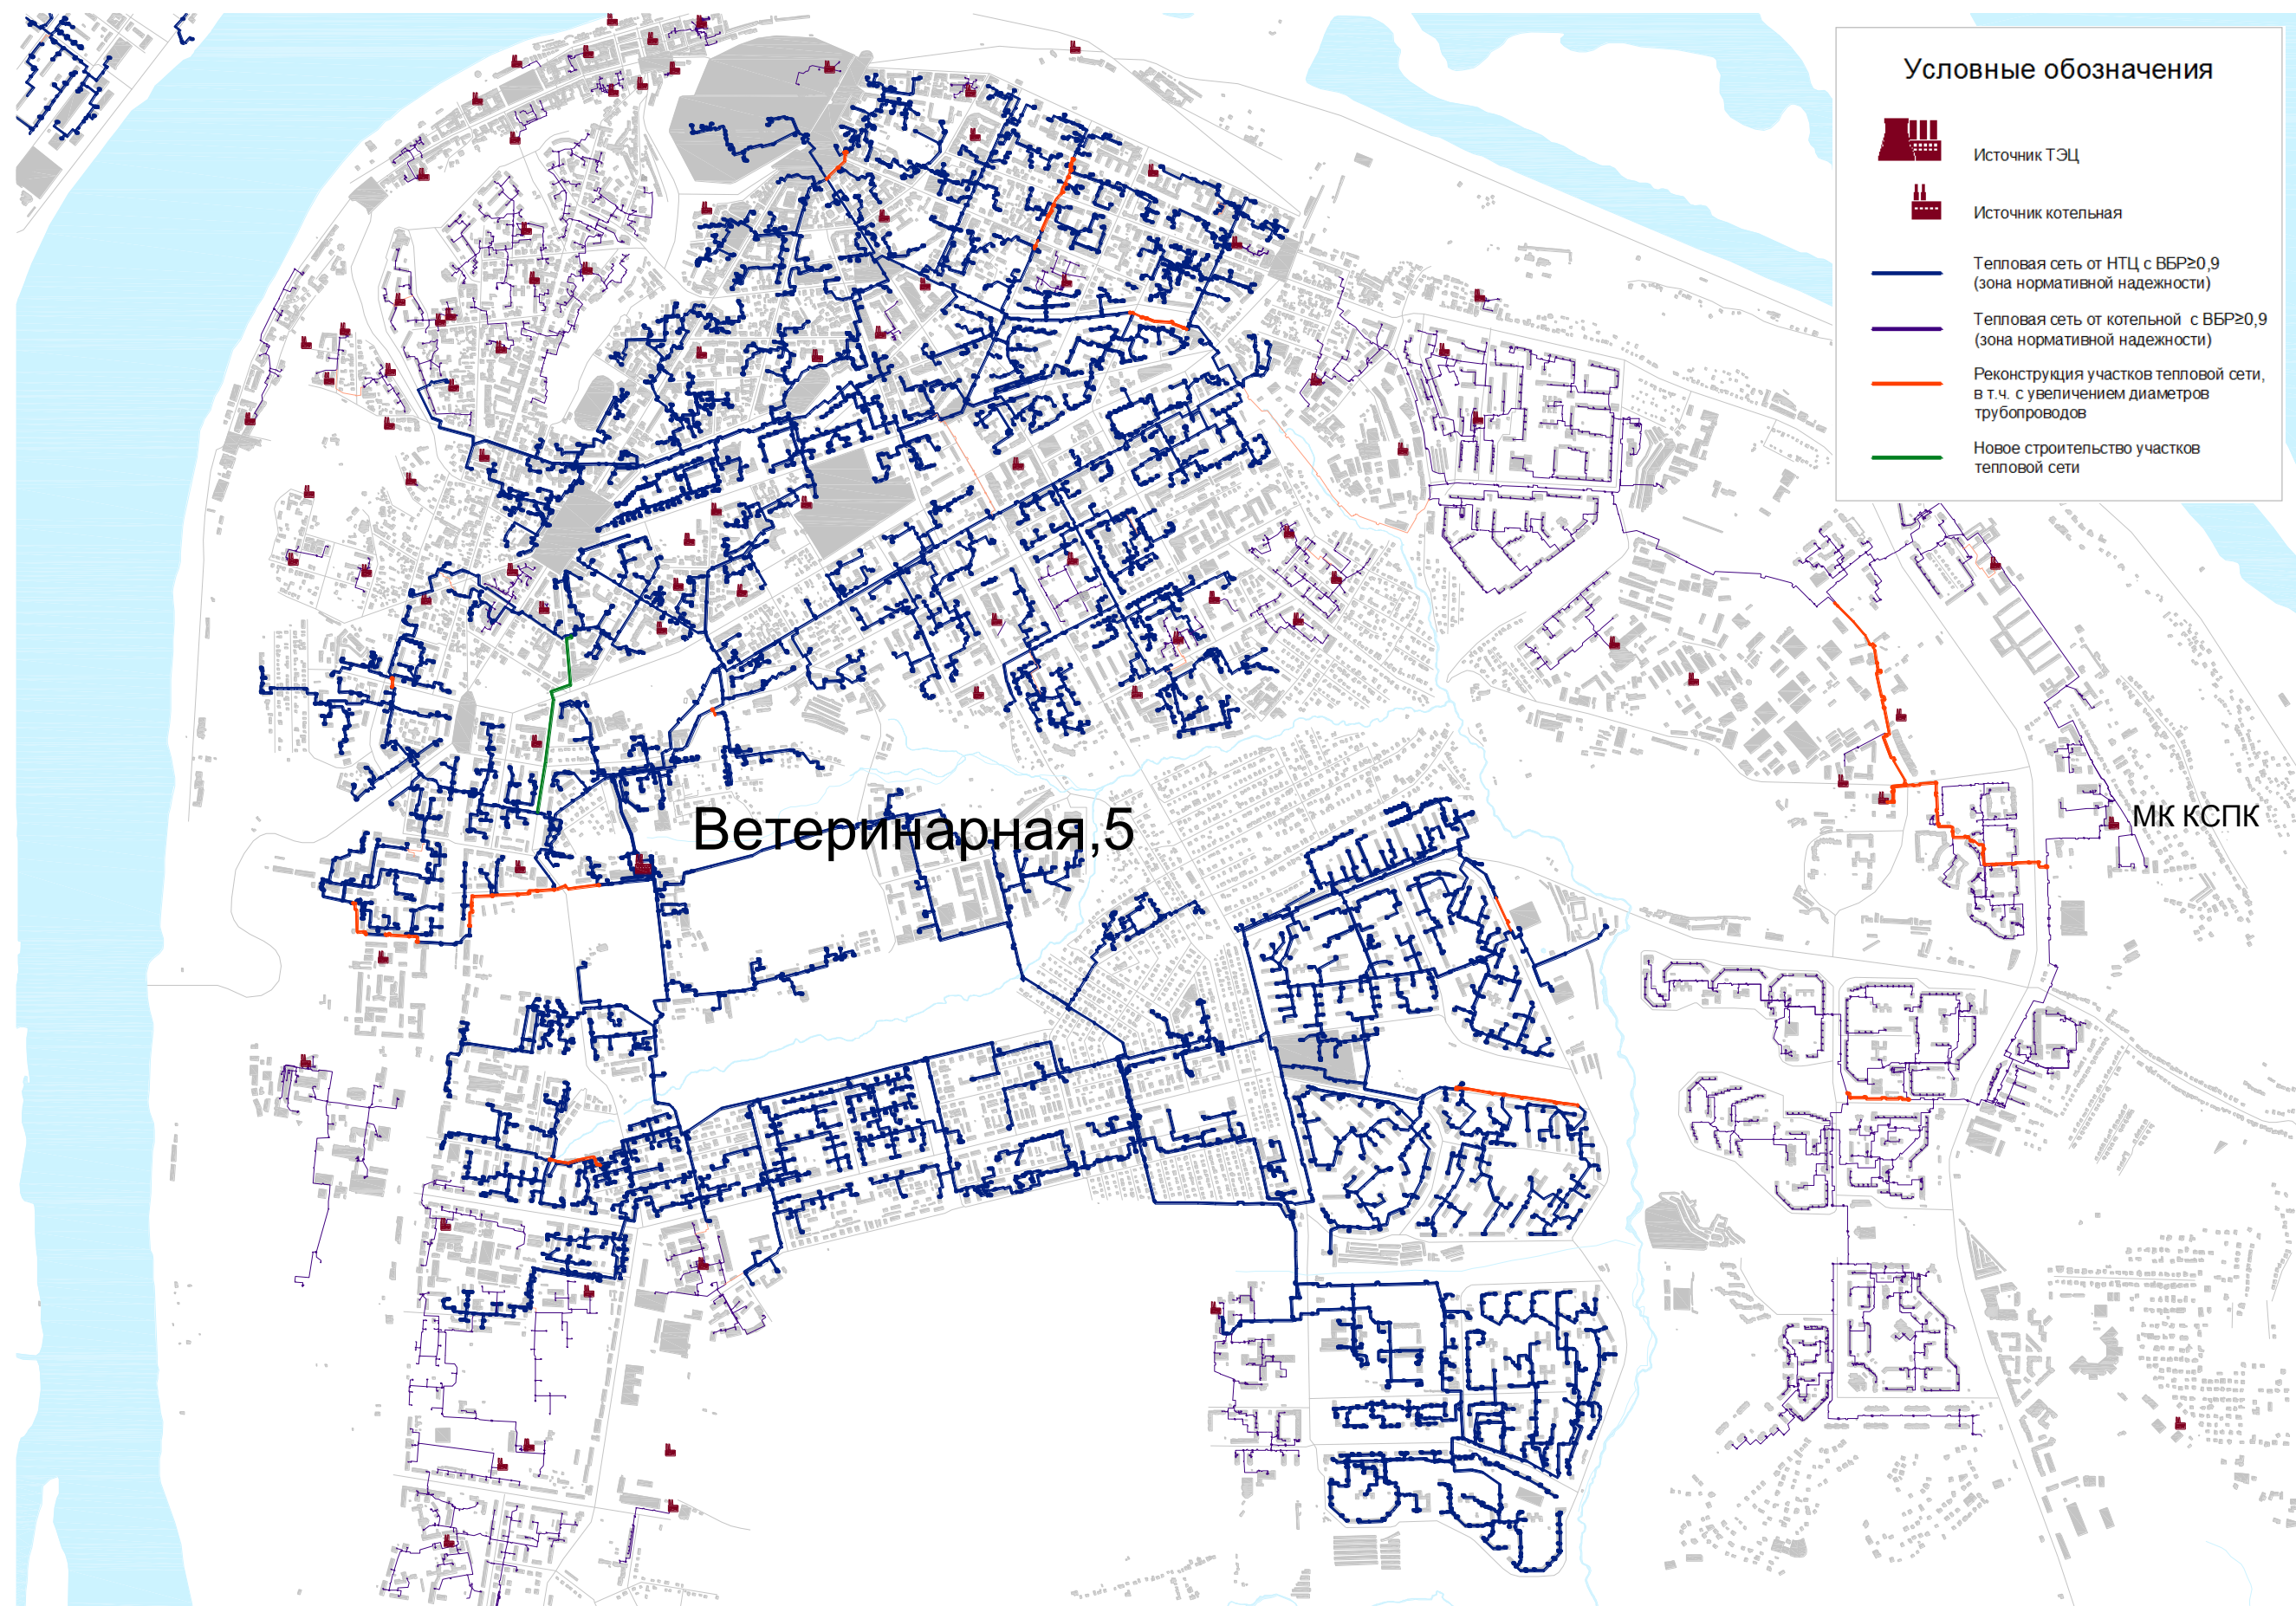 Условные обозначения
Источник ТЭЦ
Источник котельная
Тепловая сеть от НТЦ с ВБР≥0,9
(зона нормативной надежности)
Тепловая сеть от котельной с ВБР≥0,9
(зона нормативной надежности)
Реконструкция участков тепловой сети,
в т.ч. с увеличением диаметров
трубопроводов
Новое строительство участков
тепловой сети
Ветеринарная,5
МК КСПК